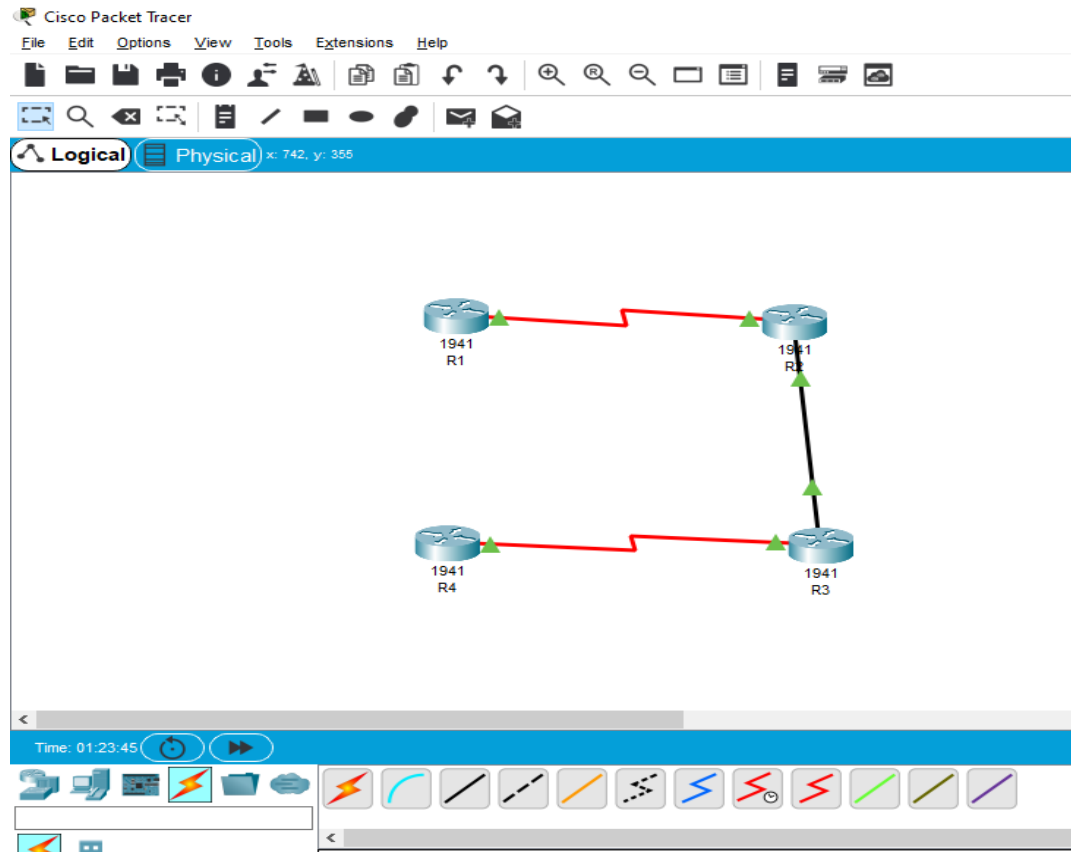 Cisco Packet Tracer
File Edit Options View Tools Extensions Help
Logical Physical x: 742, y: 355
1941
R1
1941
R2
1941
R4
1941
R3
Time: 01:23:45